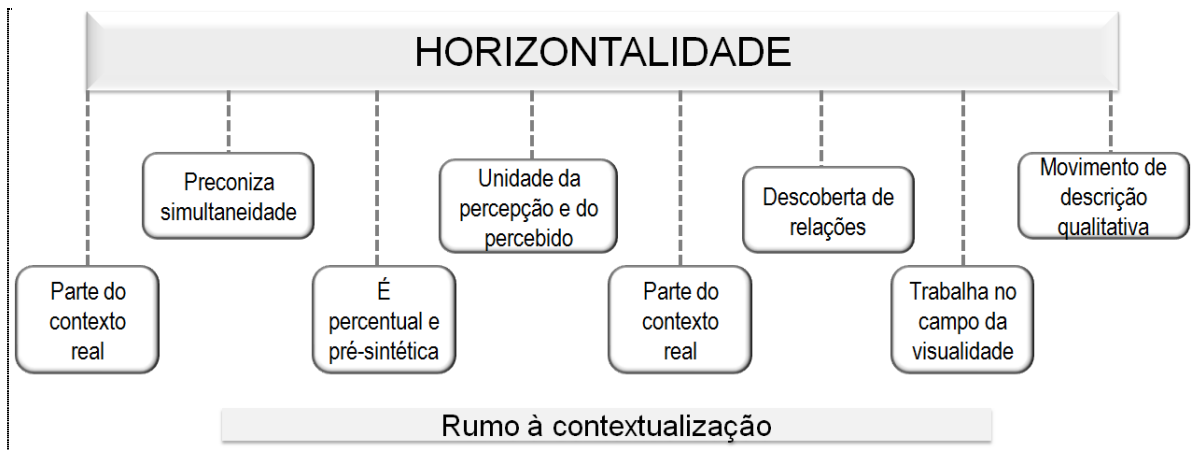 HORIZONTALIDADE
Parte do
contexto
real
Preconiza
simultaneidade
É
percentual e
pré-sintética
Unidade da
percepção e do
percebido
Parte do
contexto
real
Descoberta de
relações
Trabalha no
campo da
visualidade
Movimento de
descrição
qualitativa
Rumo à contextualização